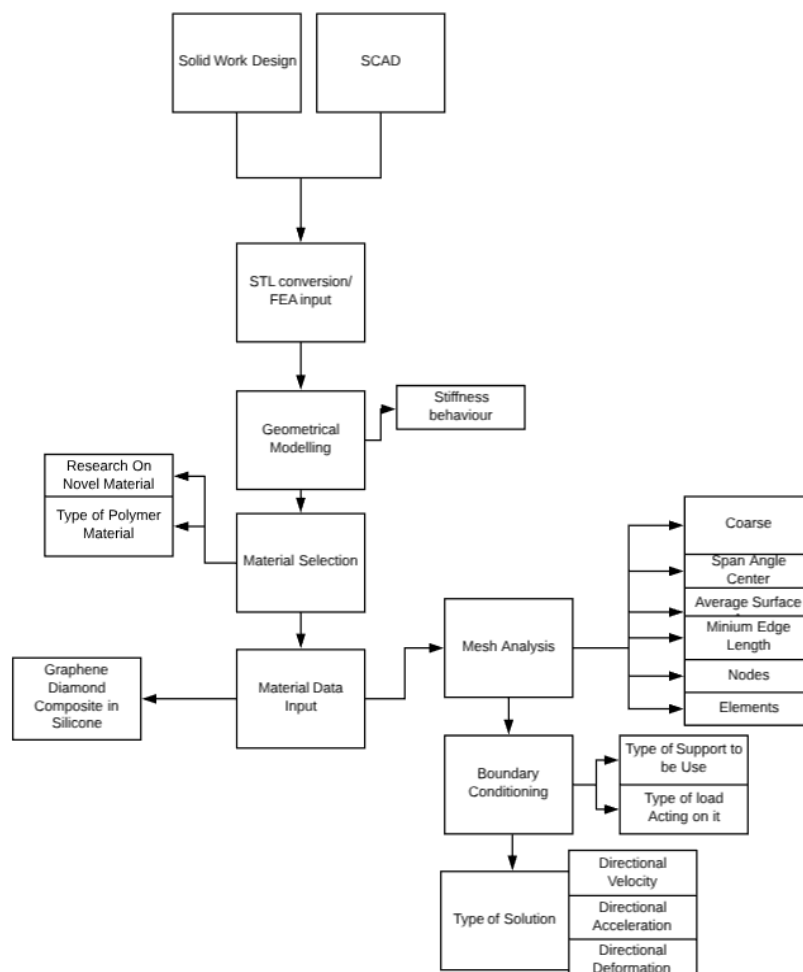 Solid Work Design
SCAD
STL conversion/
FEA input
Geometrical
Modelling
Stiffness
behaviour
Research On
Novel Material
Type of Polymer
Material
Material Selection
Coarse
Span Angle
Center
Average Surface
Minium Edge
Length
Nodes
Elements
Mesh Analysis
Graphene
Diamond
Composite in
Silicone
Material Data
Input
Boundary
Conditioning
Type of Support to
be Use
Type of load
Acting on it
Type of Solution
Directional
Velocity
Directional
Acceleration
Directional
Deformation